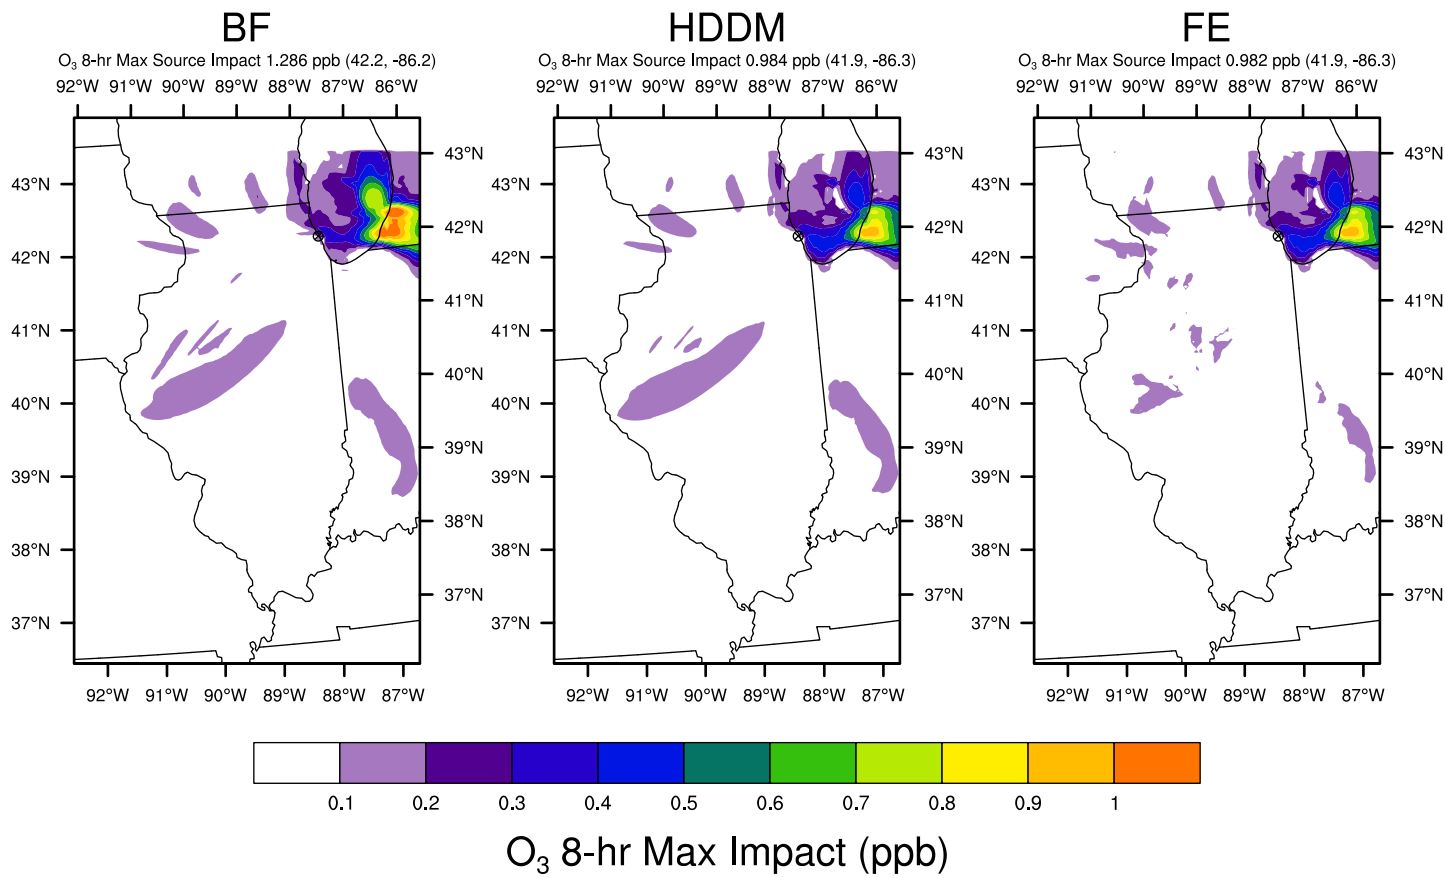 BF
O₃ 8-hr Max Source Impact 1.286 ppb (42.2, -86.2)
92°W 91°W 90°W 89°W 88°W 87°W 86°W
43°N
43°N
42°N
42°N
41°N
41°N
40°N
40°N
39°N
39°N
38°N
38°N
37°N
37°N
92°W 91°W 90°W 89°W 88°W 87°W
HDDM
O₃ 8-hr Max Source Impact 0.984 ppb (41.9, -86.3)
92°W 91°W 90°W 89°W 88°W 87°W 86°W
43°N
43°N
42°N
42°N
41°N
41°N
40°N
40°N
39°N
39°N
38°N
38°N
37°N
37°N
92°W 91°W 90°W 89°W 88°W 87°W
FE
O₃ 8-hr Max Source Impact 0.982 ppb (41.9, -86.3)
92°W 91°W 90°W 89°W 88°W 87°W 86°W
43°N
43°N
42°N
42°N
41°N
41°N
40°N
40°N
39°N
39°N
38°N
38°N
37°N
37°N
92°W 91°W 90°W 89°W 88°W 87°W
0.1 0.2 0.3 0.4 0.5 0.6 0.7 0.8 0.9 1
O₃ 8-hr Max Impact (ppb)